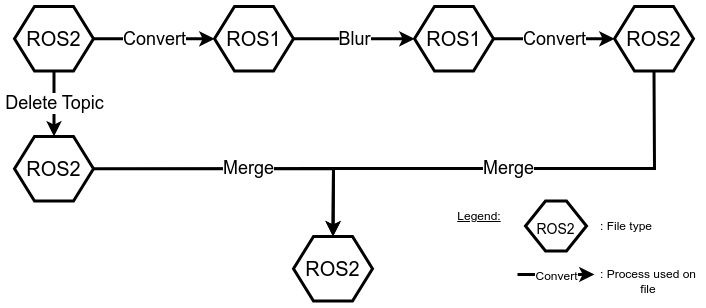 ROS2 Convert ROS1 Blur ROS1 Convert ROS2
Delete Topic
ROS2 Merge Merge
ROS2
Legend:
ROS2 : File type
Convert : Process used on
file